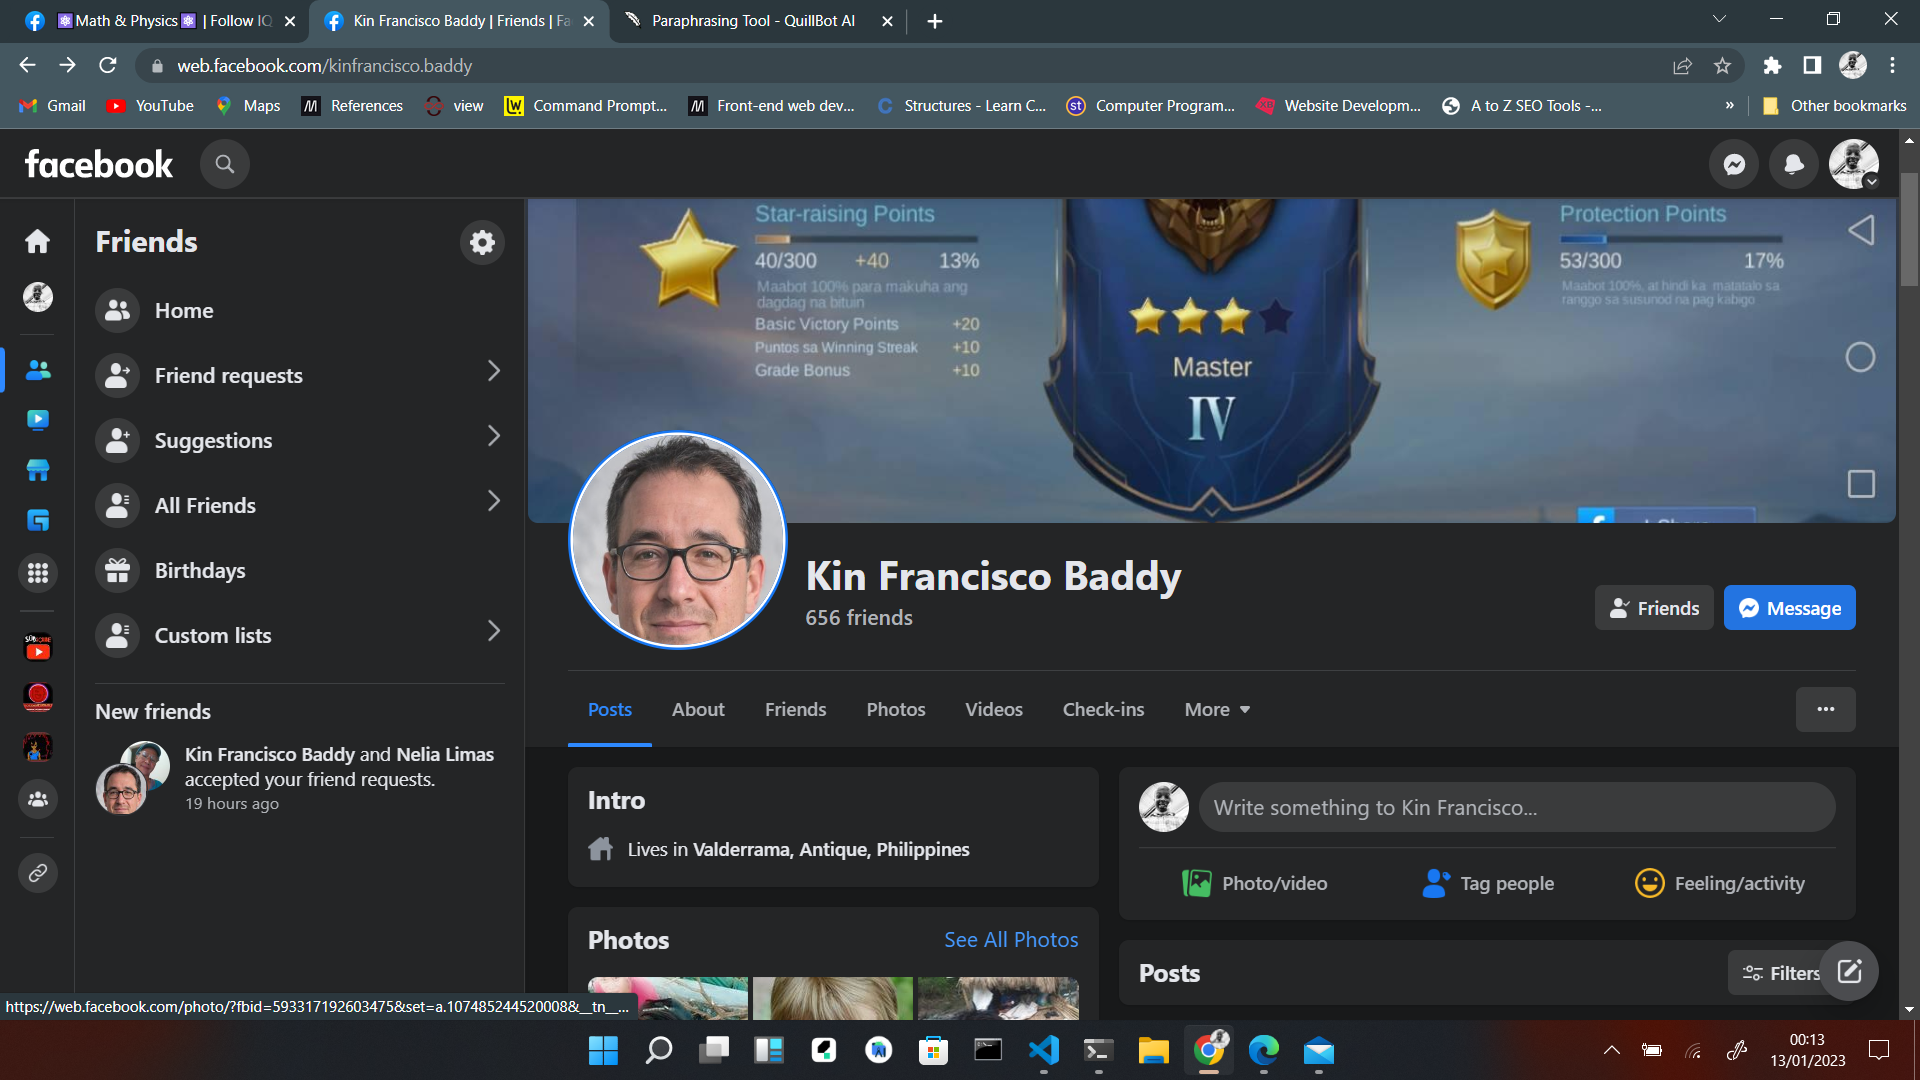 Math & Physics | Follow IQ
Kin Francisco Baddy | Friends | Fa
Paraphrasing Tool - QuillBot AI
web.facebook.com/kinfrancisco.baddy
Gmail
YouTube
Maps
References
view
Command Prompt...
Front-end web dev...
Structures - Learn C...
Computer Program...
Website Developm...
A to Z SEO Tools -...
»
Other bookmarks
facebook
Friends
Home
Friend requests
Suggestions
All Friends
Birthdays
Custom lists
New friends
Kin Francisco Baddy and Nelia Limas
accepted your friend requests.
19 hours ago
Star-raising Points
40/300 +40 13%
Maabot 100% para makuha ang
dagdag na bituin
Basic Victory Points +20
Puntos sa Winning Streak +10
Grade Bonus +10
Master
IV
Protection Points
53/300 17%
Maabot 100%, at hindi ka matatalo sa
ranggo sa susunod na pag kabigo
Kin Francisco Baddy
656 friends
Friends
Message
Posts
About
Friends
Photos
Videos
Check-ins
More
Intro
Lives in Valderrama, Antique, Philippines
Photos
See All Photos
Write something to Kin Francisco...
Photo/video
Tag people
Feeling/activity
Posts
Filters
https://web.facebook.com/photo/?fbid=593317192603475&set=a.107485244520008&__tn__...
00:13
13/01/2023